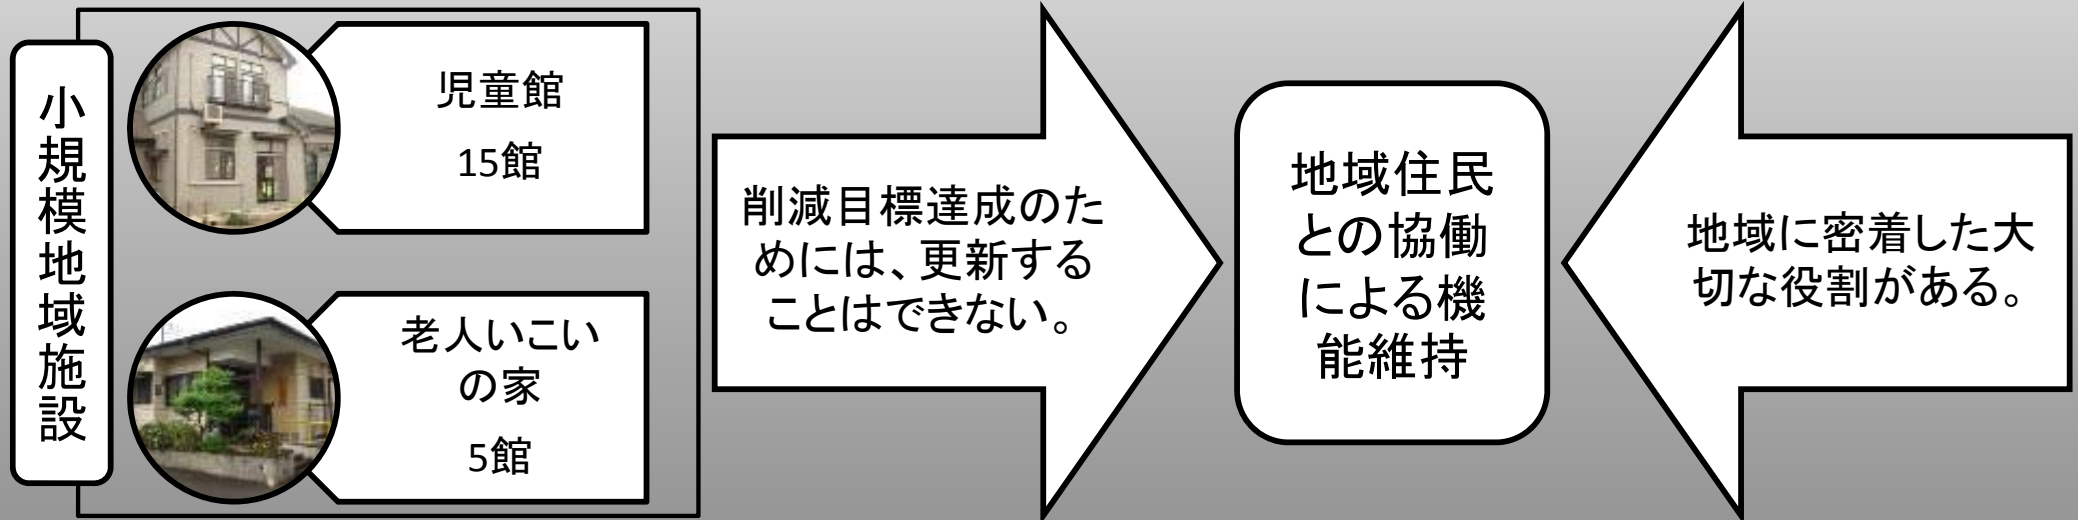 小規模地域施設
児童館
15館
老人いこい
の家
5館
削減目標達成のた
めには、更新する
ことはできない。
地域住民
との協働
による機
能維持
地域に密着した大
切な役割がある。